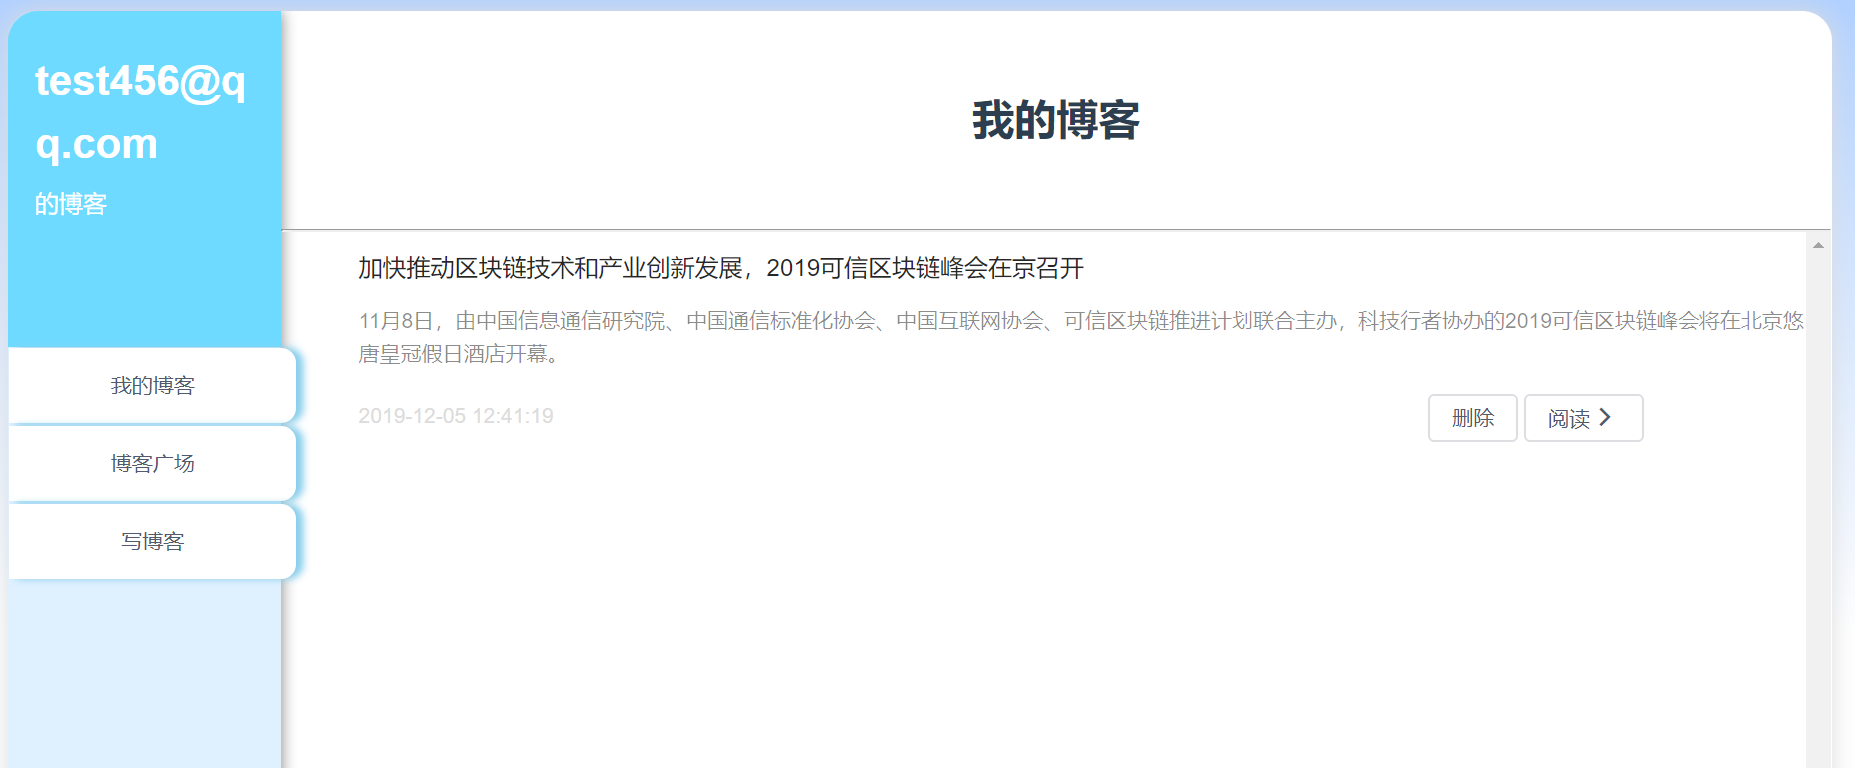 test456@q
q.com
的博客
我的博客
博客广场
写博客
我的博客
加快推动区块链技术和产业创新发展，2019可信区块链峰会在京召开
11月8日，由中国信息通信研究院、中国通信标准化协会、中国互联网协会、可信区块链推进计划联合主办，科技行者协办的2019可信区块链峰会将在北京悠
唐皇冠假日酒店开幕。
2019-12-05 12:41:19
删除
阅读